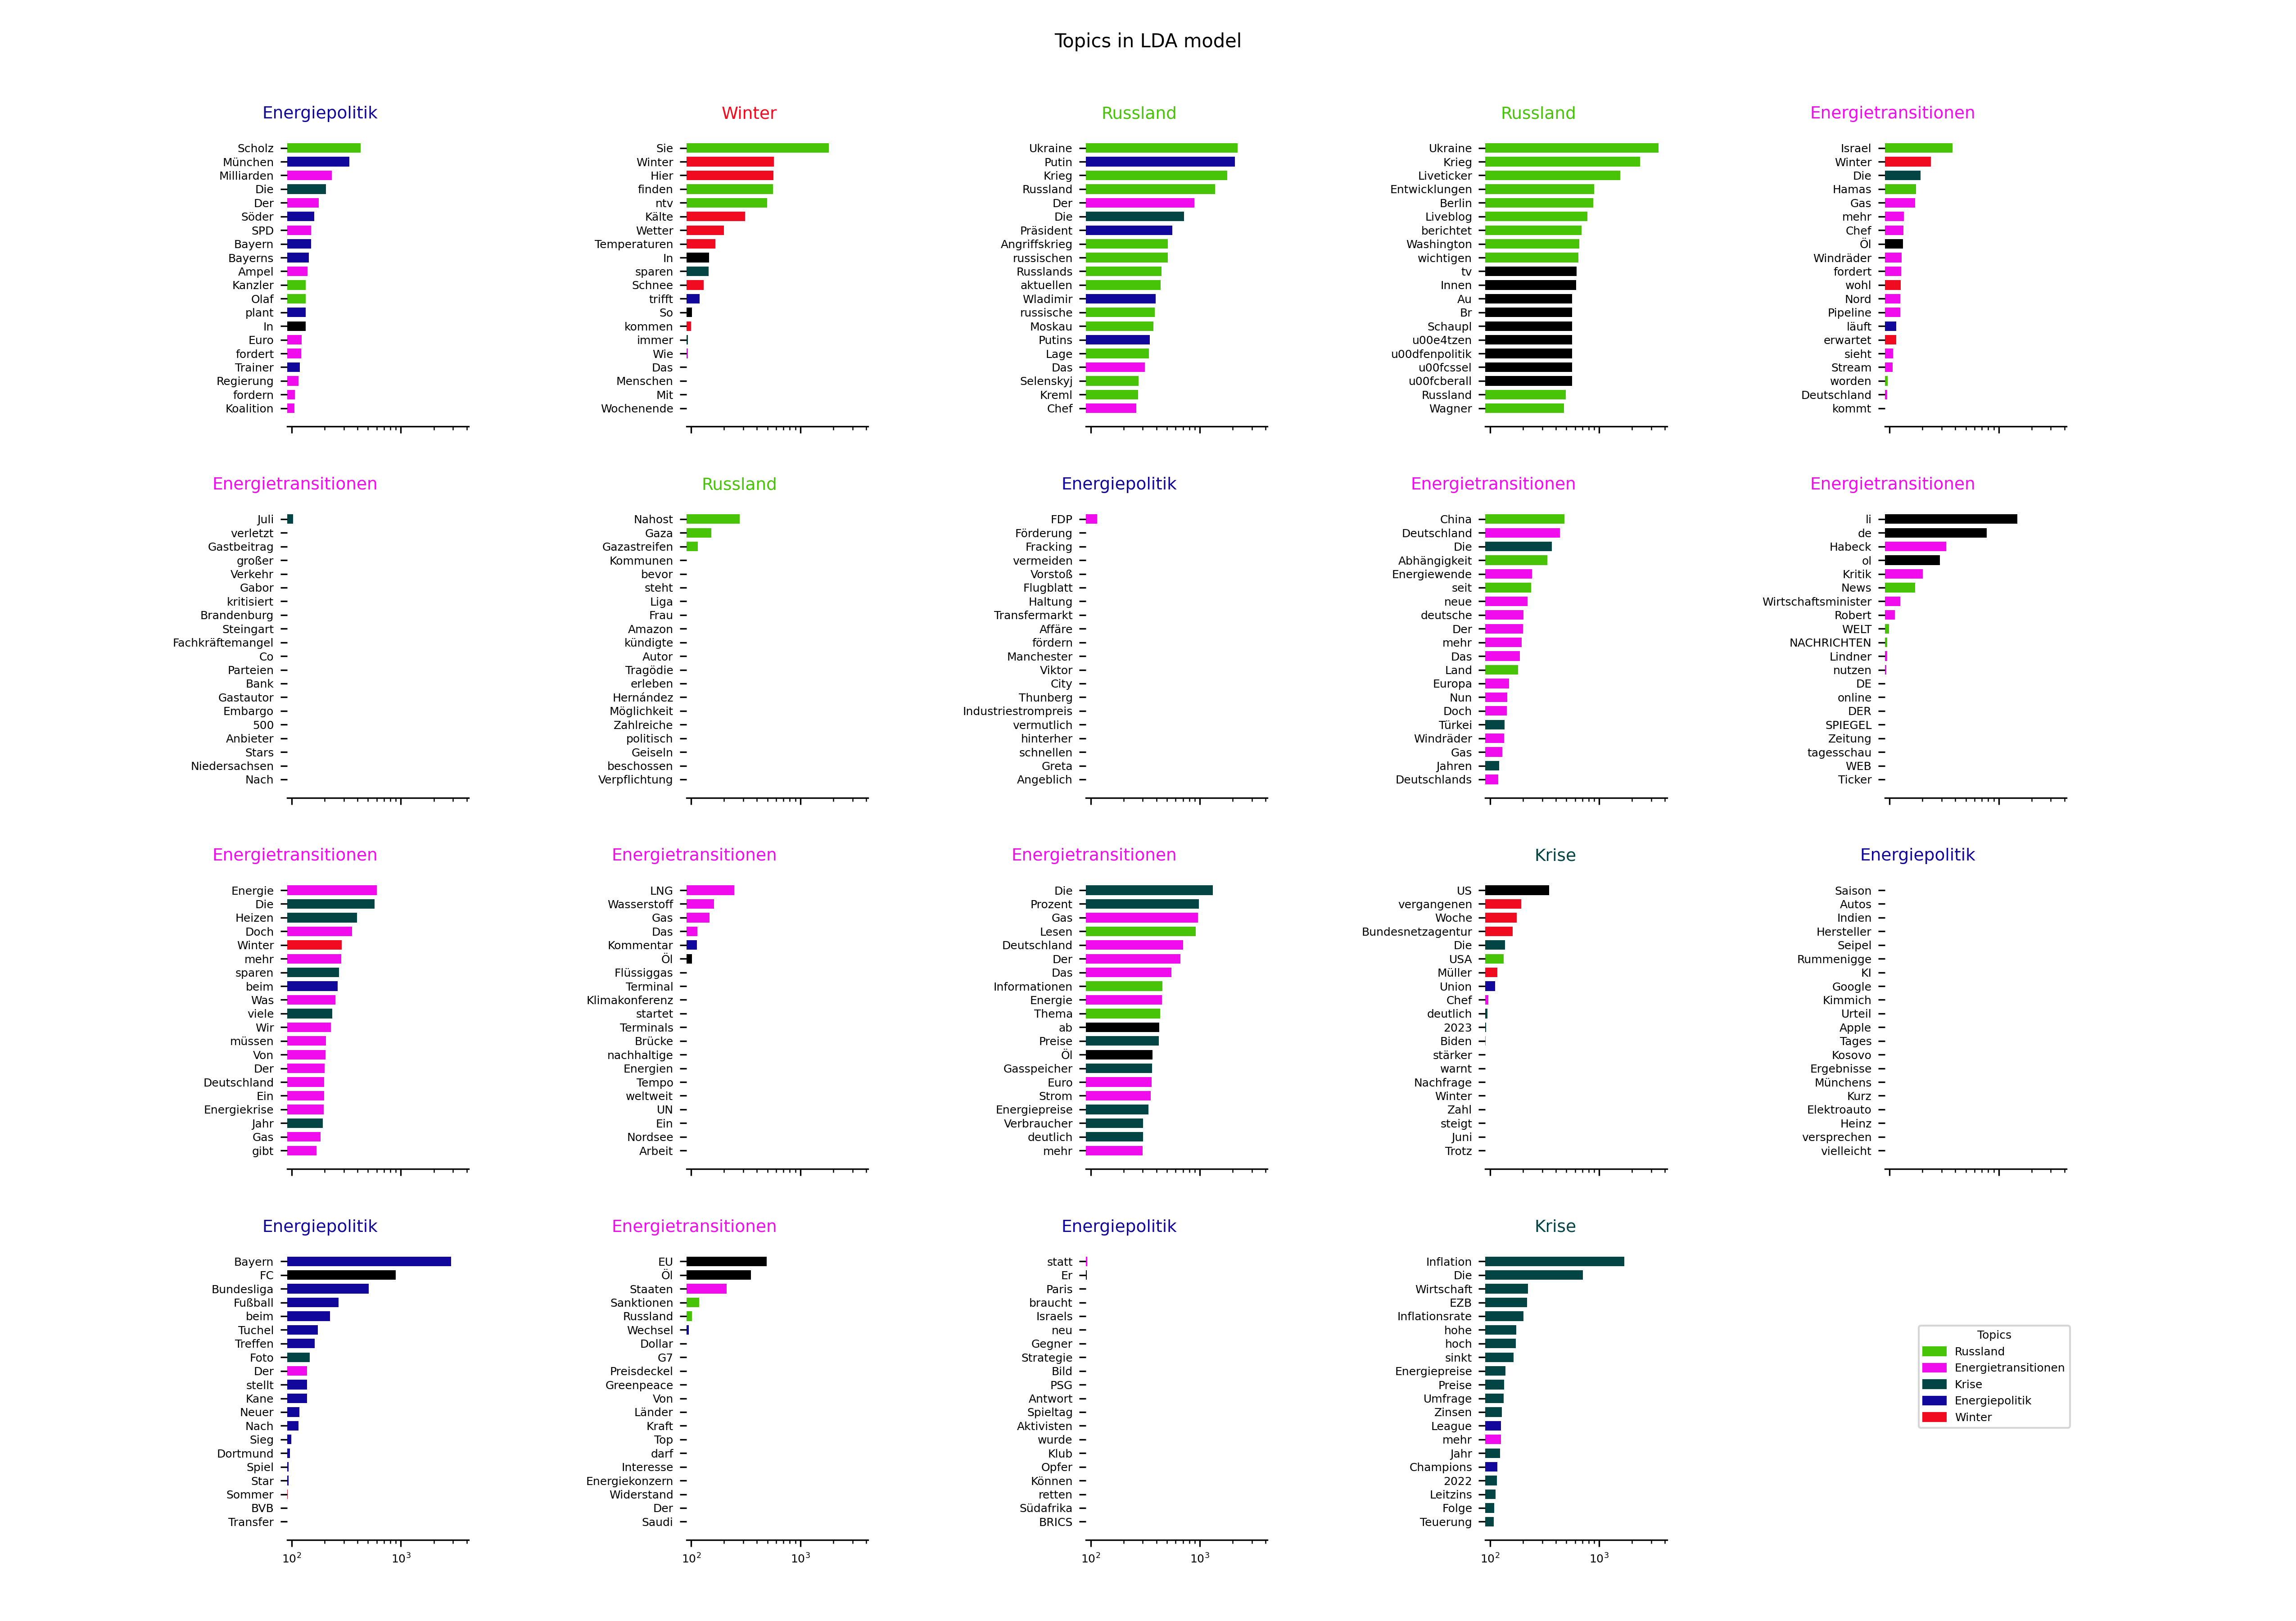 Topics in LDA model
Energiepolitik
Scholz
München
Milliarden
Die
Der
Söder
SPD
Bayern
Bayerns
Ampel
Kanzler
Olaf
plant
In
Euro
fordert
Trainer
Regierung
fordern
Koalition
Winter
Sie
Winter
Hier
finden
ntv
Kälte
Wetter
Temperaturen
In
sparen
Schnee
trifft
So
kommen
immer
Wie
Das
Menschen
Mit
Wochenende
Russland
Ukraine
Putin
Krieg
Russland
Der
Die
Präsident
Angriffskrieg
russischen
Russlands
aktuellen
Wladimir
russische
Moskau
Putins
Lage
Das
Selenskyj
Kreml
Chef
Russland
Ukraine
Krieg
Liveticker
Entwicklungen
Berlin
Liveblog
berichtet
Washington
wichtigen
tv
Innen
Au
Br
Schaupl
u00e4tzen
u00dfenpolitik
u00fcssel
u00fcberall
Russland
Wagner
Energietransitionen
Israel
Winter
Die
Hamas
Gas
mehr
Chef
Öl
Windräder
fordert
wohl
Nord
Pipeline
läuft
erwartet
sieht
Stream
worden
Deutschland
kommt
Energietransitionen
Juli
verletzt
Gastbeitrag
großer
Verkehr
Gabor
kritisiert
Brandenburg
Steingart
Fachkräftemangel
Co
Parteien
Bank
Gastautor
Embargo
500
Anbieter
Stars
Niedersachsen
Nach
Russland
Nahost
Gaza
Gazastreifen
Kommunen
bevor
steht
Liga
Frau
Amazon
kündigte
Autor
Tragödie
erleben
Hernández
Möglichkeit
Zahlreiche
politisch
Geiseln
beschossen
Verpflichtung
Energiepolitik
FDP
Förderung
Fracking
vermeiden
Vorstoß
Flugblatt
Haltung
Transfermarkt
Affäre
fördern
Manchester
Viktor
City
Thunberg
Industriestrompreis
vermutlich
hinterher
schnellen
Greta
Angeblich
Energietransitionen
China
Deutschland
Die
Abhängigkeit
Energiewende
seit
neue
deutsche
Der
mehr
Das
Land
Europa
Nun
Doch
Türkei
Windräder
Gas
Jahren
Deutschlands
Energietransitionen
li
de
Habeck
ol
Kritik
News
Wirtschaftsminister
Robert
WELT
NACHRICHTEN
Lindner
nutzen
DE
online
DER
SPIEGEL
Zeitung
tagesschau
WEB
Ticker
Energietransitionen
Energie
Die
Heizen
Doch
Winter
mehr
sparen
beim
Was
viele
Wir
müssen
Von
Der
Deutschland
Ein
Energiekrise
Jahr
Gas
gibt
Energietransitionen
LNG
Wasserstoff
Gas
Das
Kommentar
Öl
Flüssiggas
Terminal
Klimakonferenz
startet
Terminals
Brücke
nachhaltige
Energien
Tempo
weltweit
UN
Ein
Nordsee
Arbeit
Energietransitionen
Die
Prozent
Gas
Lesen
Deutschland
Der
Das
Informationen
Energie
Thema
ab
Preise
Öl
Gasspeicher
Euro
Strom
Energiepreise
Verbraucher
deutlich
mehr
Krise
US
vergangenen
Woche
Bundesnetzagentur
Die
USA
Müller
Union
Chef
deutlich
2023
Biden
stärker
warnt
Nachfrage
Winter
Zahl
steigt
Juni
Trotz
Energiepolitik
Saison
Autos
Indien
Hersteller
Seipel
Rummenigge
KI
Google
Kimmich
Urteil
Apple
Tages
Kosovo
Ergebnisse
Münchens
Kurz
Elektroauto
Heinz
versprechen
vielleicht
Energiepolitik
Bayern
FC
Bundesliga
Fußball
beim
Tuchel
Treffen
Foto
Der
stellt
Kane
Neuer
Nach
Sieg
Dortmund
Spiel
Star
Sommer
BVB
Transfer
10² 10³
Energietransitionen
EU
Öl
Staaten
Sanktionen
Russland
Wechsel
Dollar
G7
Preisdeckel
Greenpeace
Von
Länder
Kraft
Top
darf
Interesse
Energiekonzern
Widerstand
Der
Saudi
10² 10³
Energiepolitik
statt
Er
Paris
braucht
Israels
neu
Gegner
Strategie
Bild
PSG
Antwort
Spieltag
Aktivisten
wurde
Klub
Opfer
Können
retten
Südafrika
BRICS
10² 10³
Krise
Inflation
Die
Wirtschaft
EZB
Inflationsrate
hohe
hoch
sinkt
Energiepreise
Preise
Umfrage
Zinsen
League
mehr
Jahr
Champions
2022
Leitzins
Folge
Teuerung
10² 10³
Topics
Russland
Energietransitionen
Krise
Energiepolitik
Winter